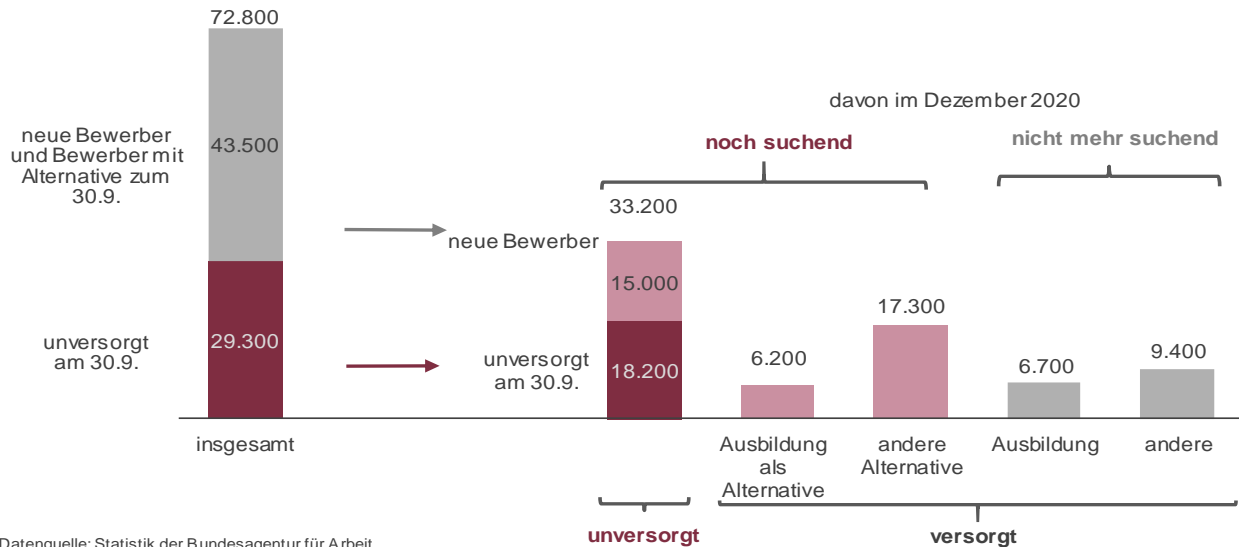 72.800
neue Bewerber
und Bewerber mit
Alternative zum
30.9.
43.500
unversorgt
am 30.9.
29.300
insgesamt
davon im Dezember 2020
noch suchend
nicht mehr suchend
33.200
neue Bewerber
15.000
unversorgt
am 30.9.
18.200
6.200
17.300
6.700
9.400
Ausbildung
als
Alternative
andere
Alternative
Ausbildung
andere
unversorgt
versorgt
Datenquelle: Statistik der Bundesagentur für Arbeit